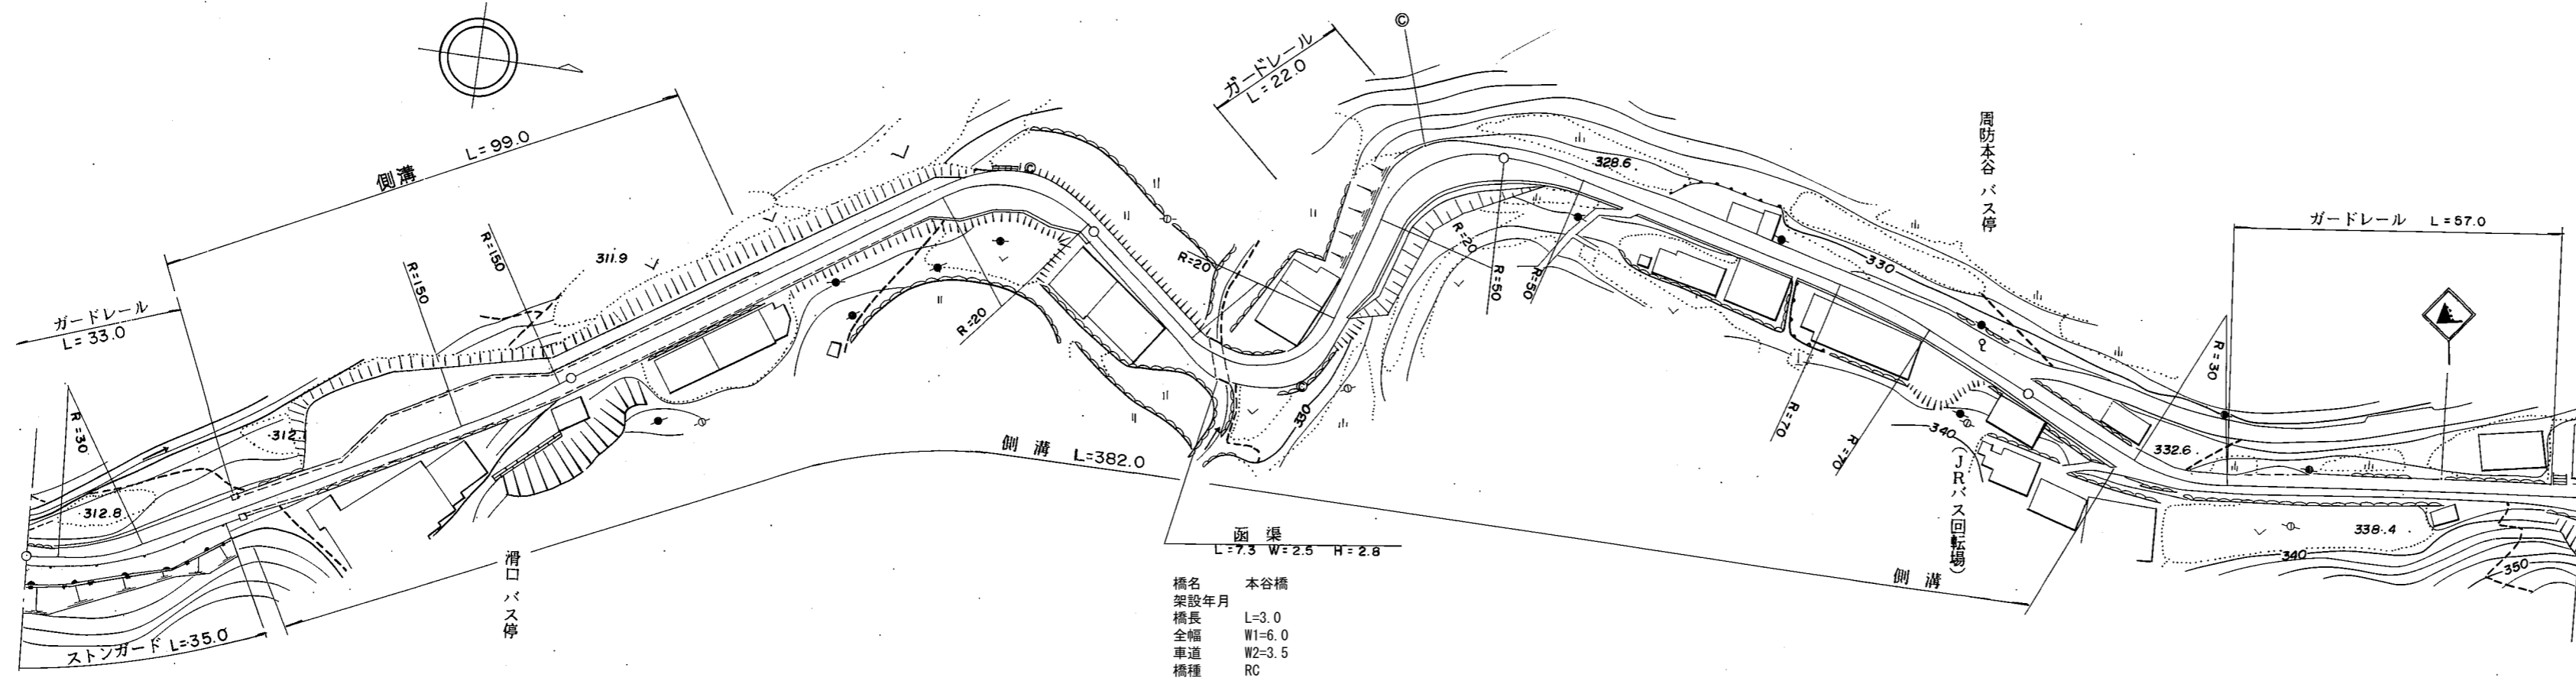 ガードレール
L=33.0
側溝 L=99.0
ガードレール
L=22.0
©
©
©
周防本谷 バス停
ガードレール L=57.0
R=30
R=150
R=150
R=20
R=20
R=20
R=50
R=50
R=70
R=70
R=30
311.9
312.8
328.6
330
330
332.6
338.4
340
340
350
ストンガード L=35.0
滑口 バス停
側溝 L=382.0
側溝
(JRバス回転場)
函渠
L=7.3 W=2.5 H=2.8
橋名 本谷橋
架設年月
橋長 L=3.0
全幅 W1=6.0
車道 W2=3.5
橋種 RC